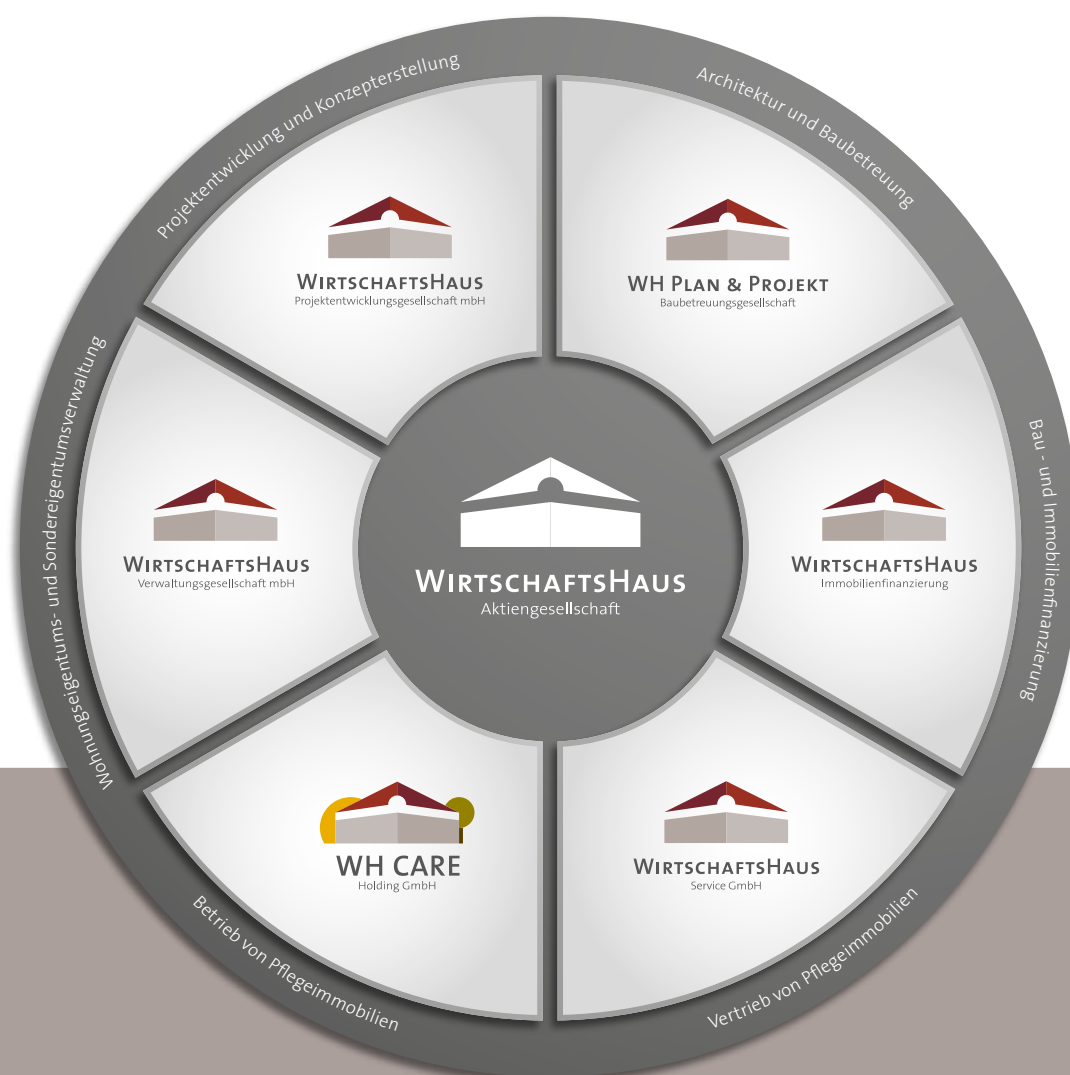 Projektentwicklung und Konzepterstellung
Architektur und Baubetreuung
WirtschaftsHaus
Projektentwicklungsgesellschaft mbH
WH Plan & Projekt
Baubetreuungsgesellschaft
Wohnungseigentums- und Sondereigentumsverwaltung
WirtschaftsHaus
Verwaltungsgesellschaft mbH
WirtschaftsHaus
Aktiengesellschaft
WirtschaftsHaus
Immobilienfinanzierung
Bau - und Immobilienfinanzierung
WH CARE
Holding GmbH
WirtschaftsHaus
Service GmbH
Betrieb von Pflegeimmobilien
Vertrieb von Pflegeimmobilien